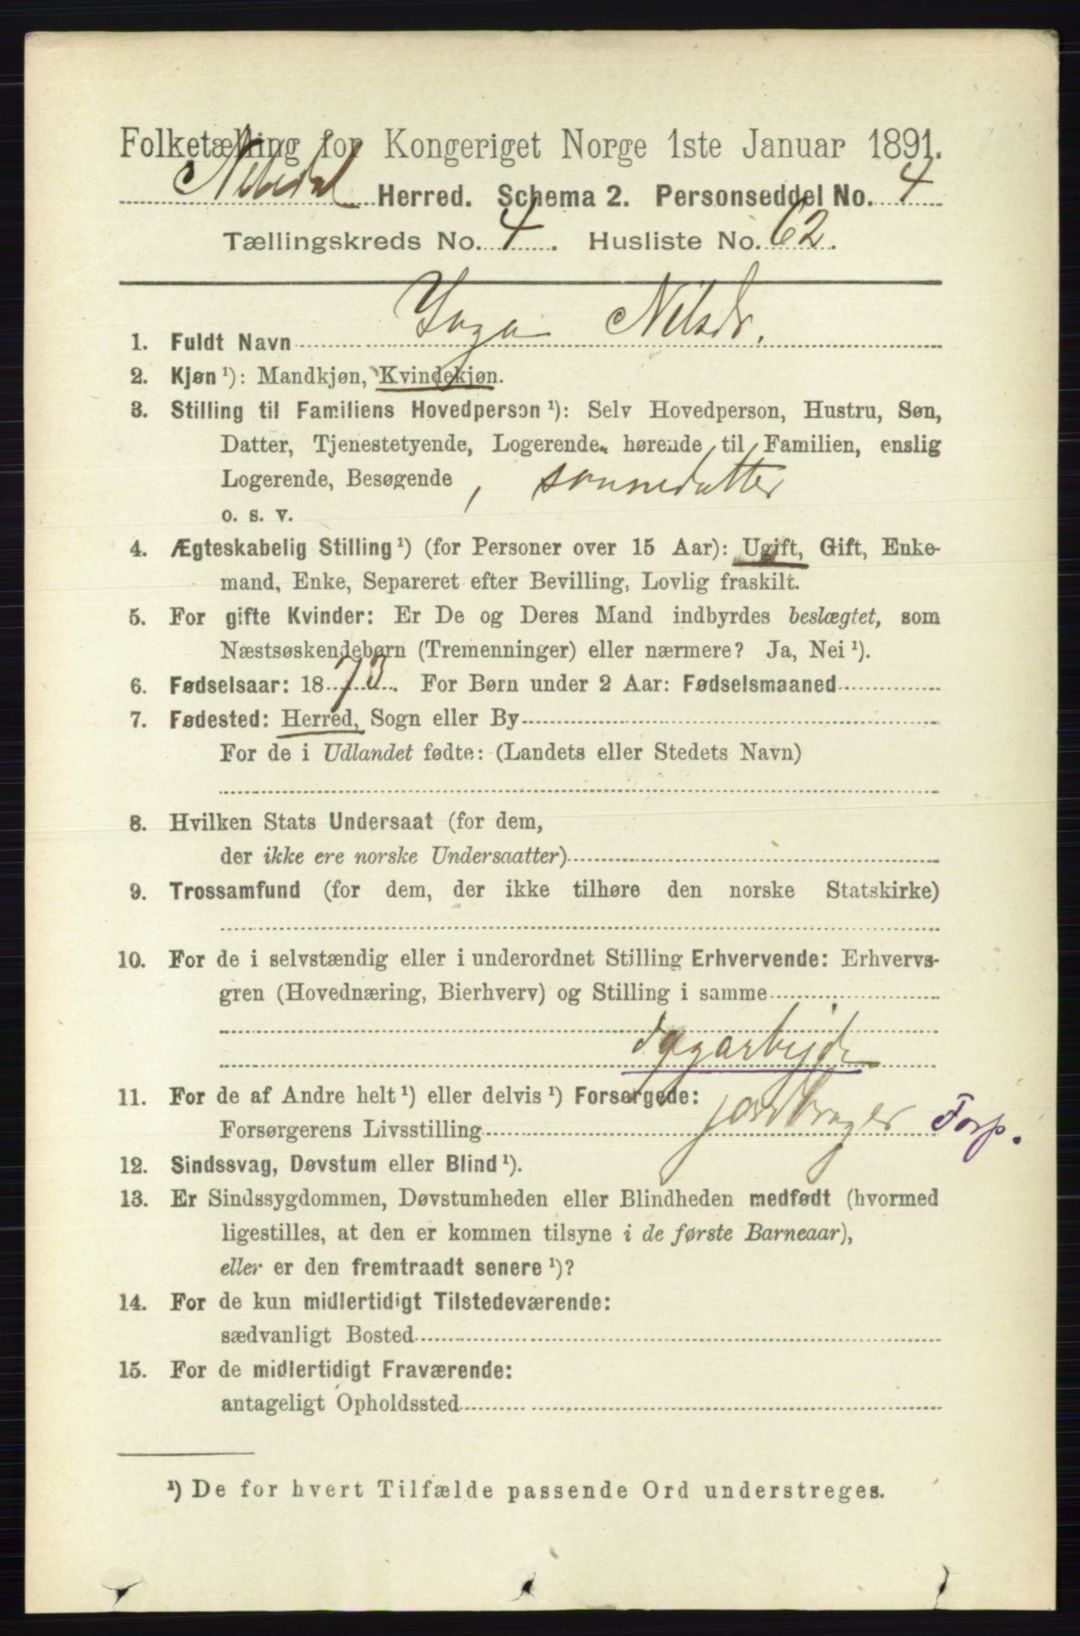 Folketælling for Kongeriget Norge 1ste Januar 1891.
Herred. Schema 2. Personseddel No. 4
Tællingskreds No. 4. Husliste No. 62.
1. Fuldt Navn Inga Nilsdr.
2. Kjøn ¹): Mandkjøn, Kvindekjøn.
3. Stilling til Familiens Hovedperson ¹): Selv Hovedperson, Hustru, Søn,
Datter, Tjenestetyende, Logerende, hørende til Familien, enslig
Logerende, Besøgende , sønnedatter
o. s. v.
4. Ægteskabelig Stilling ¹) (for Personer over 15 Aar): Ugift, Gift, Enke-
mand, Enke, Separeret efter Bevilling, Lovlig fraskilt.
5. For gifte Kvinder: Er De og Deres Mand indbyrdes beslægtet, som
Næstsøskendebørn (Tremenninger) eller nærmere? Ja, Nei ¹).
6. Fødselsaar: 1873. For Børn under 2 Aar: Fødselsmaaned
7. Fødested: Herred, Sogn eller By
For de i Udlandet fødte: (Landets eller Stedets Navn)
8. Hvilken Stats Undersaat (for dem,
der ikke ere norske Undersaatter)
9. Trossamfund (for dem, der ikke tilhøre den norske Statskirke)
10. For de i selvstændig eller i underordnet Stilling Erhvervende: Erhvervs-
gren (Hovednæring, Bierhverv) og Stilling i samme
11. For de af Andre helt ¹) eller delvis ¹) Forsørgede:
Forsørgerens Livsstilling jordbruger Forp.
12. Sindssvag, Døvstum eller Blind ¹).
13. Er Sindssygdommen, Døvstumheden eller Blindheden medfødt (hvormed
ligestilles, at den er kommen tilsyne i de første Barneaar),
eller er den fremtraadt senere ¹)?
14. For de kun midlertidigt Tilstedeværende:
sædvanligt Bosted
15. For de midlertidigt Fraværende:
antageligt Opholdssted
¹) De for hvert Tilfælde passende Ord understreges.